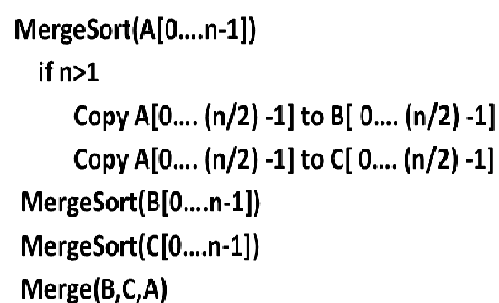 MergeSort(A[0....n-1])
if n>1
Copy A[0.... (n/2) -1] to B[ 0.... (n/2) -1]
Copy A[0.... (n/2) -1] to C[ 0.... (n/2) -1]
MergeSort(B[0....n-1])
MergeSort(C[0....n-1])
Merge(B,C,A)